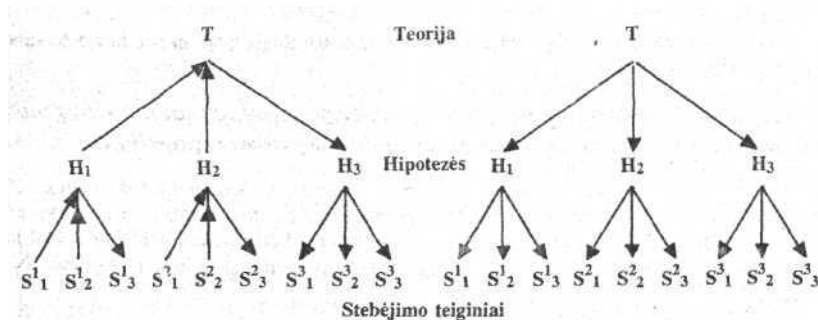 T Teorija T
H₁ H₂ H₃ Hipotezės H₁ H₂ H₃
S¹₁ S¹₂ S¹₃ S²₁ S²₂ S²₃ S³₁ S³₂ S³₃ S¹₁ S¹₂ S¹₃ S²₁ S²₂ S²₃ S³₁ S³₂ S³₃
Stebėjimo teiginiai